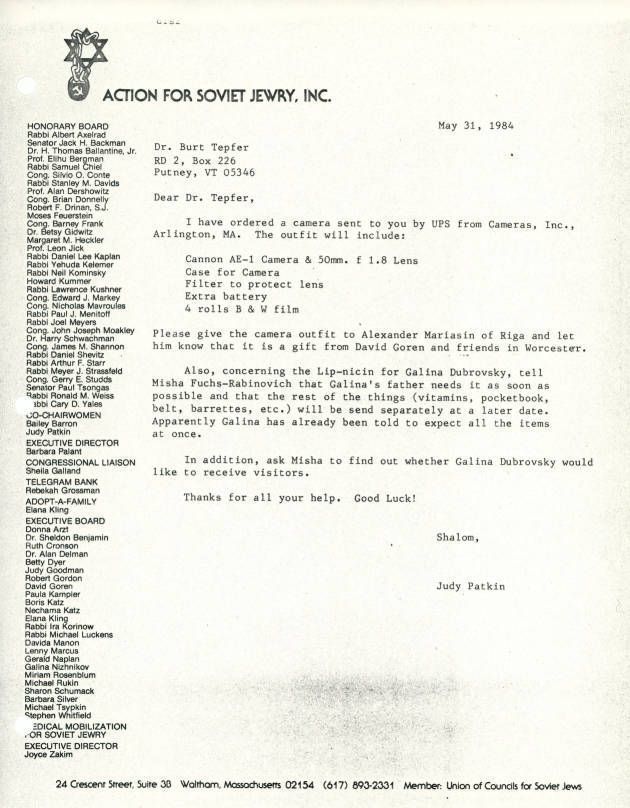 ACTION FOR SOVIET JEWRY, INC.
HONORARY BOARD
Rabbi Albert Axelrad
Senator Jack H. Backman
Dr. H. Thomas Ballantine, Jr.
Prof. Elihu Bergman
Rabbi Samuel Chiel
Cong. Silvio O. Conte
Rabbi Stanley M. Davids
Prof. Alan Dershowitz
Cong. Brian Donnelly
Robert F. Drinan, S.J.
Moses Feuerstein
Cong. Barney Frank
Dr. Betsy Gidwitz
Margaret M. Heckler
Prof. Leon Jick
Rabbi Daniel Lee Kaplan
Rabbi Yehuda Kelemer
Rabbi Neil Kominsky
Howard Kummer
Rabbi Lawrence Kushner
Cong. Edward J. Markey
Cong. Nicholas Mavroules
Rabbi Paul J. Menitoff
Rabbi Joel Meyers
Cong. John Joseph Moakley
Dr. Harry Schwachman
Cong. James M. Shannon
Rabbi Daniel Shevitz
Rabbi Arthur F. Starr
Rabbi Meyer J. Strassfeld
Cong. Gerry E. Studds
Senator Paul Tsongas
Rabbi Ronald M. Weiss
abbi Cary D. Yales
CO-CHAIRWOMEN
Bailey Barron
Judy Patkin
EXECUTIVE DIRECTOR
Barbara Palant
CONGRESSIONAL LIAISON
Sheila Galland
TELEGRAM BANK
Rebekah Grossman
ADOPT-A-FAMILY
Elana Kling
EXECUTIVE BOARD
Donna Arzt
Dr. Sheldon Benjamin
Ruth Cronson
Dr. Alan Delman
Betty Dyer
Judy Goodman
Robert Gordon
David Goren
Paula Kampler
Boris Katz
Nechama Katz
Elana Kling
Rabbi Ira Korinow
Rabbi Michael Luckens
Davida Manon
Lenny Marcus
Gerald Naplan
Galina Nizhnikov
Miriam Rosenblum
Michael Rukin
Sharon Schumack
Barbara Silver
Michael Tsypkin
Stephen Whitfield
EDICAL MOBILIZATION
FOR SOVIET JEWRY
EXECUTIVE DIRECTOR
Joyce Zakim
May 31, 1984
Dr. Burt Tepfer
RD 2, Box 226
Putney, VT 05346
Dear Dr. Tepfer,
I have ordered a camera sent to you by UPS from Cameras, Inc.,
Arlington, MA. The outfit will include:
Cannon AE-1 Camera & 50mm. f 1.8 Lens
Case for Camera
Filter to protect lens
Extra battery
4 rolls B & W film
Please give the camera outfit to Alexander Mariasin of Riga and let
him know that it is a gift from David Goren and friends in Worcester.
Also, concerning the Lip-nicin for Galina Dubrovsky, tell
Misha Fuchs-Rabinovich that Galina's father needs it as soon as
possible and that the rest of the things (vitamins, pocketbook,
belt, barrettes, etc.) will be send separately at a later date.
Apparently Galina has already been told to expect all the items
at once.
In addition, ask Misha to find out whether Galina Dubrovsky would
like to receive visitors.
Thanks for all your help. Good Luck!
Shalom,
Judy Patkin
24 Crescent Street, Suite 3B Waltham, Massachusetts 02154 (617) 893-2331 Member: Union of Councils for Soviet Jews